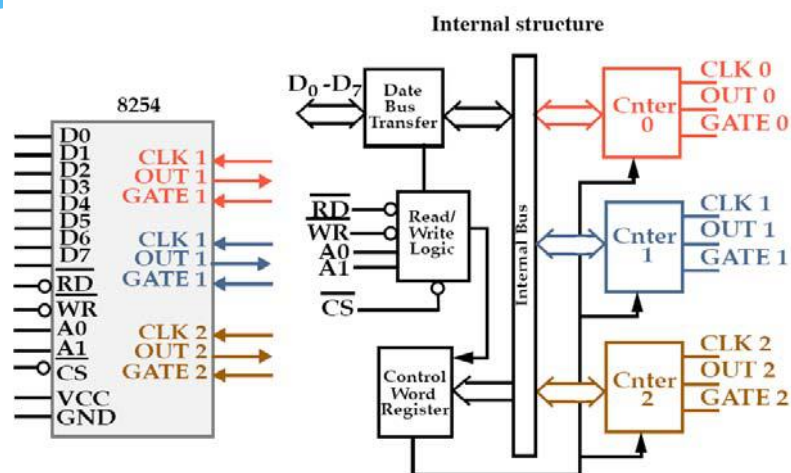 Internal structure
8254
D0
D1
D2
D3
D4
D5
D6
D7
RD
WR
A0
A1
CS
VCC
GND
CLK 1
OUT 1
GATE 1
CLK 1
OUT 1
GATE 1
CLK 2
OUT 2
GATE 2
D0 -D7
Date
Bus
Transfer
RD
WR
A0
A1
CS
Read/
Write
Logic
Control
Word
Register
Internal Bus
Cnter
0
CLK 0
OUT 0
GATE 0
Cnter
1
CLK 1
OUT 1
GATE 1
Cnter
2
CLK 2
OUT 2
GATE 2